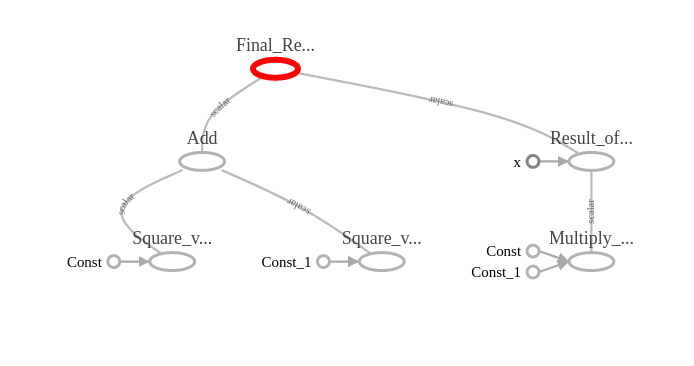 Final_Re...
scalar
scalar
Add
Result_of...
x
scalar
scalar
scalar
Square_v...
Square_v...
Multiply_...
Const
Const_1
Const
Const_1